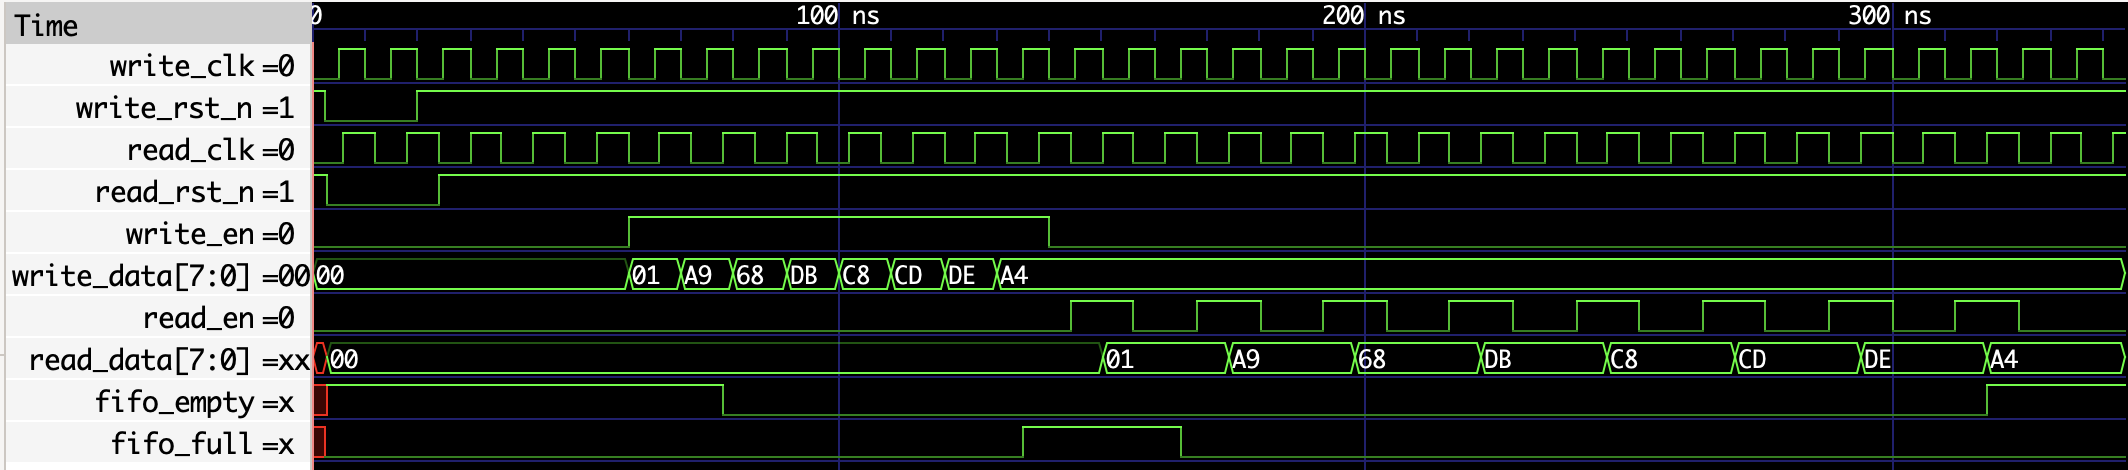 Time 0 100 ns 200 ns 300 ns
write_clk =0
write_rst_n =1
read_clk =0
read_rst_n =1
write_en =0
write_data[7:0] =00 00 01 A9 68 DB C8 CD DE A4
read_en =0
read_data[7:0] =xx 00 01 A9 68 DB C8 CD DE A4
fifo_empty =x
fifo_full =x